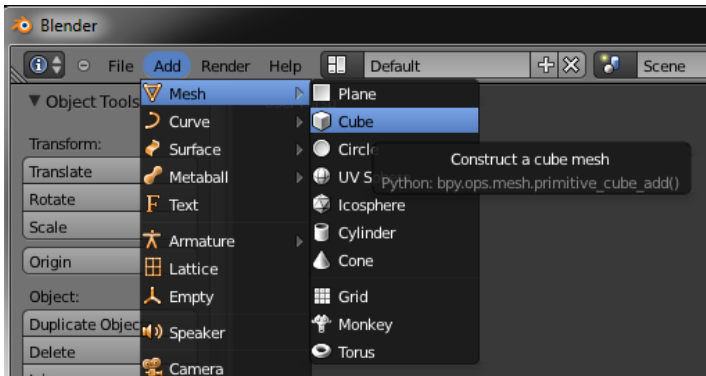 Blender
File Add Render Help Default Scene
Object Tools
Transform:
Translate
Rotate
Scale
Origin
Object:
Duplicate Objec
Delete
Mesh
Curve
Surface
Metaball
Text
Armature
Lattice
Empty
Speaker
Camera
Plane
Cube
Circle
UV S
Icosphere
Cylinder
Cone
Grid
Monkey
Torus
Construct a cube mesh
Python: bpy.ops.mesh.primitive_cube_add()